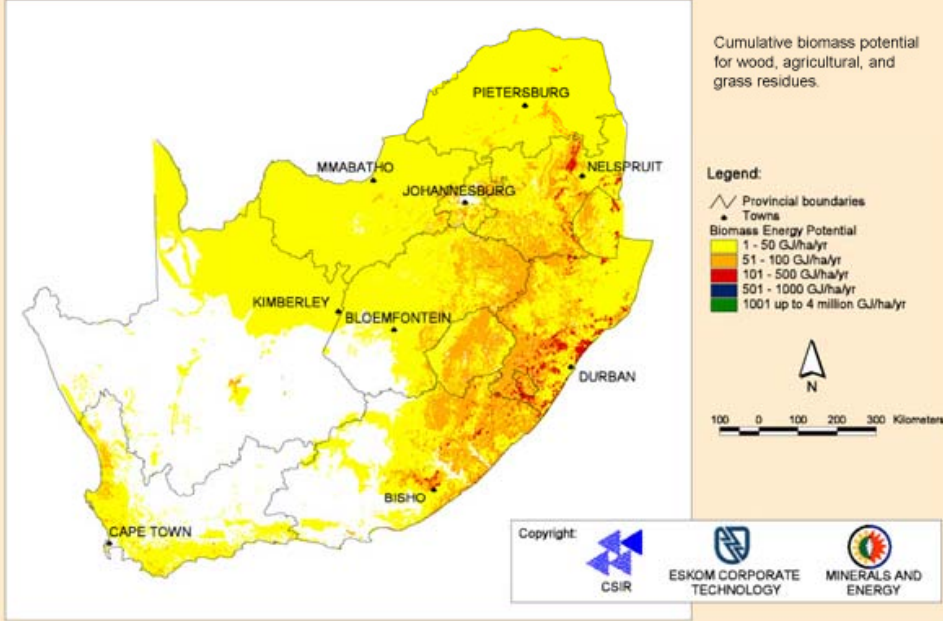 Cumulative biomass potential
for wood, agricultural, and
grass residues.
PIETERSBURG
MMABATHO
NELSPRUIT
JOHANNESBURG
KIMBERLEY
BLOEMFONTEIN
DURBAN
BISHO
CAPE TOWN
Legend:
Provincial boundaries
Towns
Biomass Energy Potential
1 - 50 GJ/ha/yr
51 - 100 GJ/ha/yr
101 - 500 GJ/ha/yr
501 - 1000 GJ/ha/yr
1001 up to 4 million GJ/ha/yr
N
100 0 100 200 300 Kilometers
Copyright:
CSIR
ESKOM CORPORATE
TECHNOLOGY
MINERALS AND
ENERGY